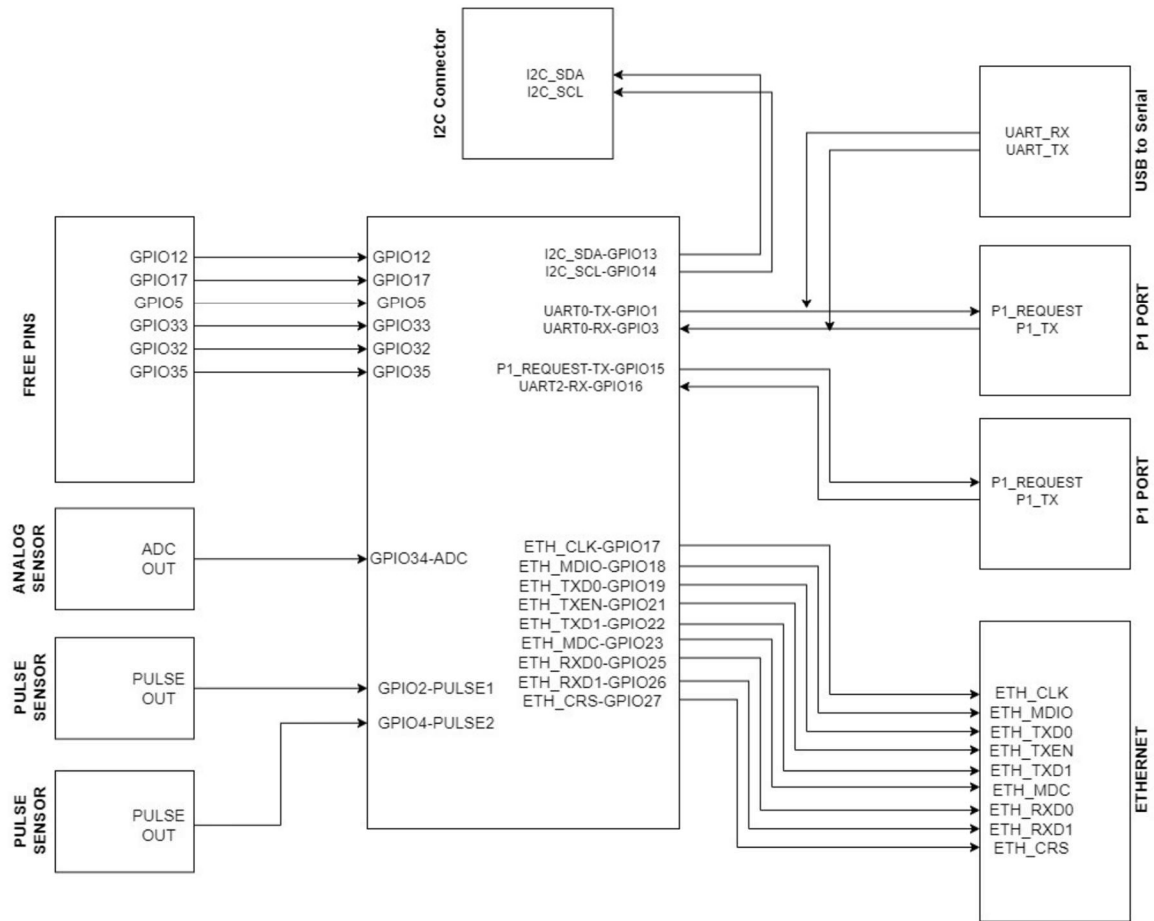 I2C Connector
I2C_SDA
I2C_SCL
USB to Serial
UART_RX
UART_TX
FREE PINS
GPIO12
GPIO17
GPIO5
GPIO33
GPIO32
GPIO35
GPIO12
GPIO17
GPIO5
GPIO33
GPIO32
GPIO35
I2C_SDA-GPIO13
I2C_SCL-GPIO14
UART0-TX-GPIO1
UART0-RX-GPIO3
P1_REQUEST-TX-GPIO15
UART2-RX-GPIO16
P1_REQUEST
P1_TX
P1 PORT
P1_REQUEST
P1_TX
P1 PORT
ANALOG
SENSOR
ADC
OUT
GPIO34-ADC
PULSE
SENSOR
PULSE
OUT
GPIO2-PULSE1
GPIO4-PULSE2
PULSE
SENSOR
PULSE
OUT
ETH_CLK-GPIO17
ETH_MDIO-GPIO18
ETH_TXD0-GPIO19
ETH_TXEN-GPIO21
ETH_TXD1-GPIO22
ETH_MDC-GPIO23
ETH_RXD0-GPIO25
ETH_RXD1-GPIO26
ETH_CRS-GPIO27
ETH_CLK
ETH_MDIO
ETH_TXD0
ETH_TXEN
ETH_TXD1
ETH_MDC
ETH_RXD0
ETH_RXD1
ETH_CRS
ETHERNET